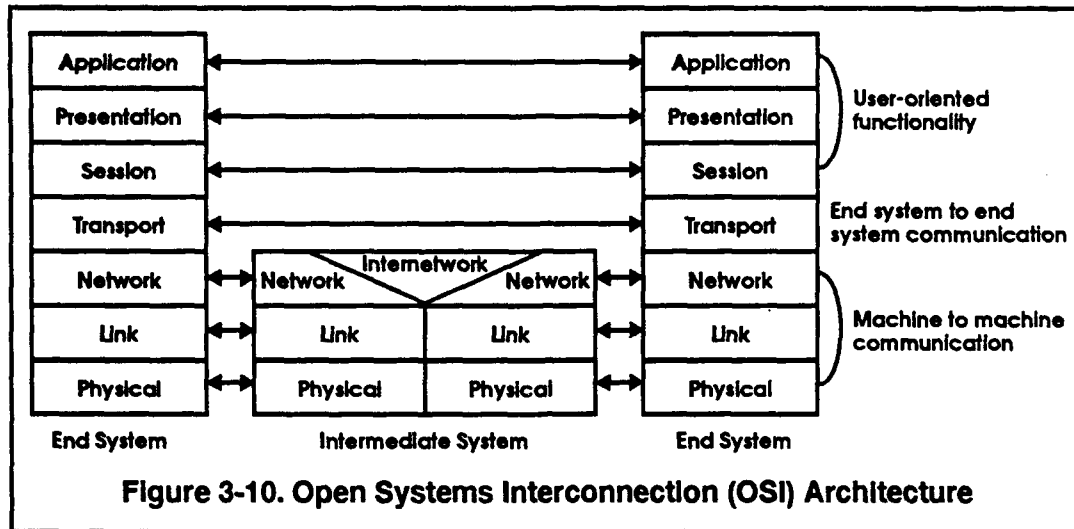 Application Application
Presentation Presentation
User-oriented
functionality
Session Session
Transport Transport
End system to end
system communication
Internetwork
Network Network Network Network
Link Link Link Link
Machine to machine
communication
Physical Physical Physical Physical
End System Intermediate System End System
Figure 3-10. Open Systems Interconnection (OSI) Architecture